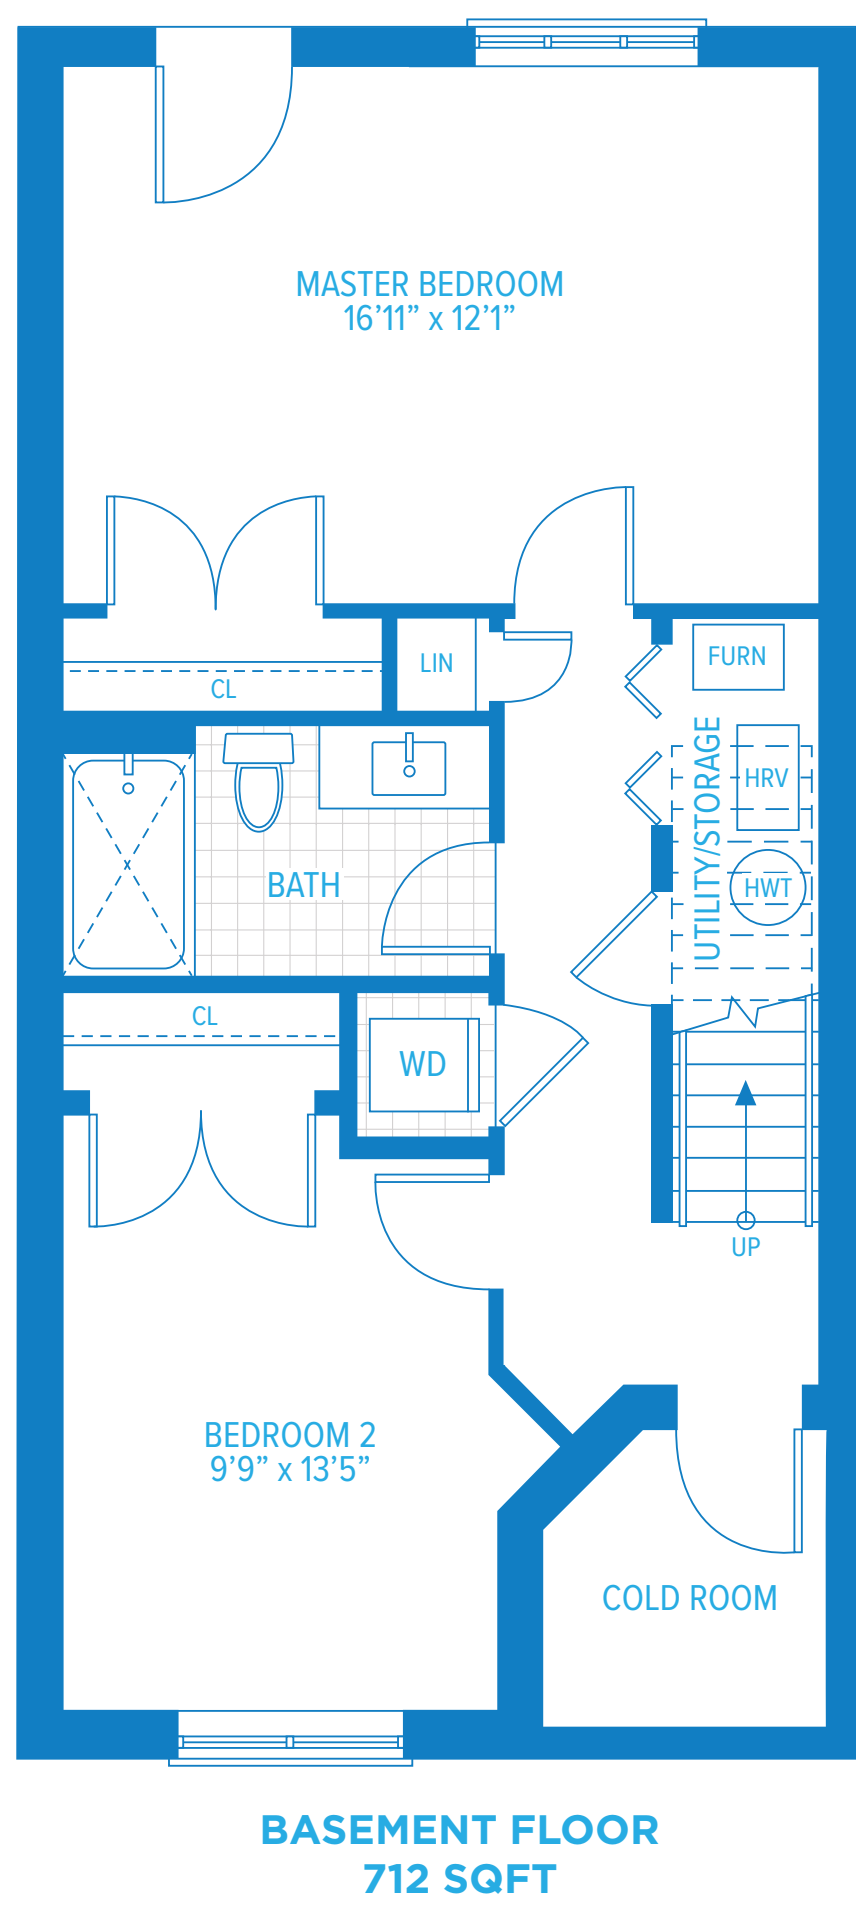 MASTER BEDROOM
16’11” x 12’1”
LIN
FURN
CL
UTILITY/STORAGE
HRV
BATH
HWT
CL
WD
UP
BEDROOM 2
9’9” x 13’5”
COLD ROOM
BASEMENT FLOOR
712 SQFT